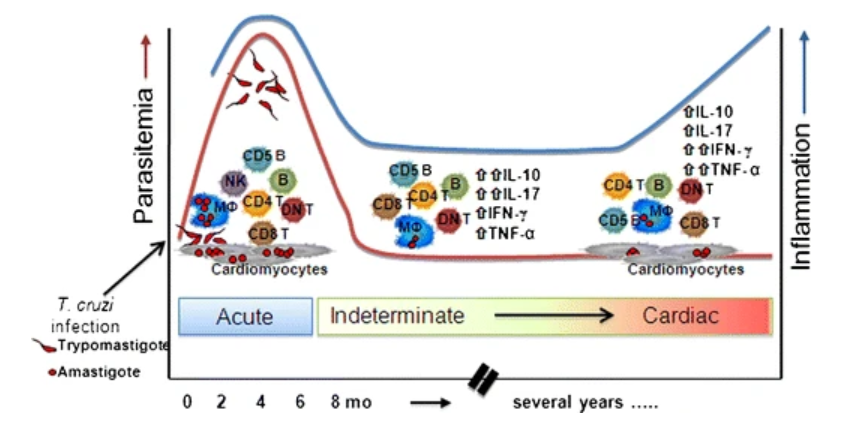 Parasitemia
Inflammation
CD5 B
NK
B
MΦ
CD4 T
DN T
CD8 T
Cardiomyocytes
CD5 B
B
CD4 T
CD8 T
DN T
MΦ
⇧⇧IL-10
⇧⇧IL-17
⇧IFN-γ
⇧TNF-α
⇧IL-10
⇧IL-17
⇧⇧IFN-γ
⇧⇧TNF-α
CD4 T
B
DN T
CD5 B
MΦ
CD8 T
Cardiomyocytes
T. cruzi
infection
Trypomastigote
Amastigote
Acute
Indeterminate
Cardiac
0 2 4 6 8 mo several years .....